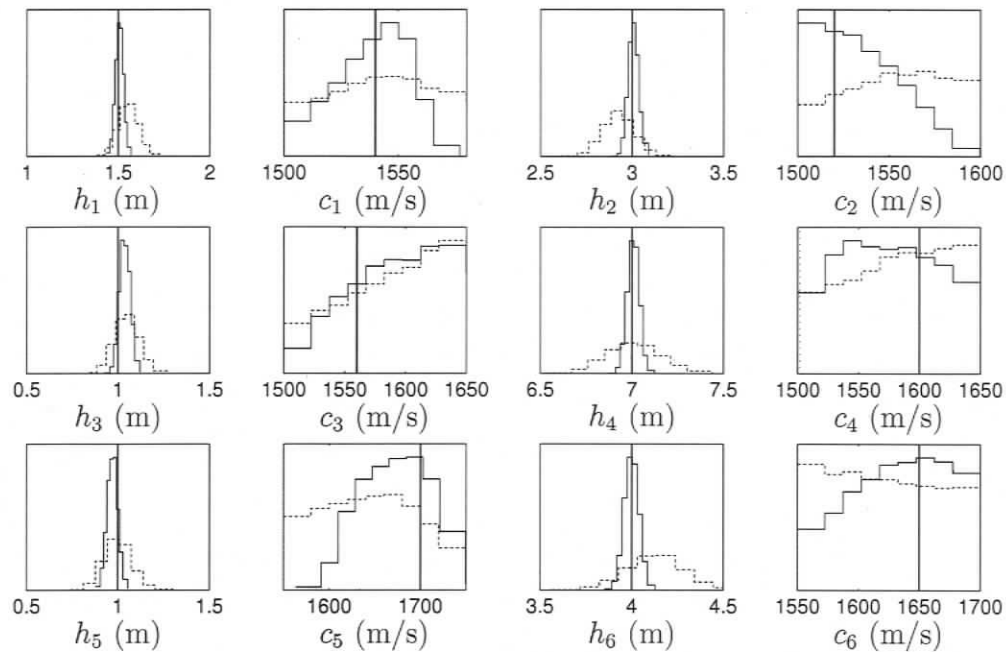 1 1.5 2 1500 1550 2.5 3 3.5 1500 1550 1600
h₁ (m) c₁ (m/s) h₂ (m) c₂ (m/s)
0.5 1 1.5 1500 1550 1600 1650 6.5 7 7.5 1500 1550 1600 1650
h₃ (m) c₃ (m/s) h₄ (m) c₄ (m/s)
0.5 1 1.5 1600 1700 3.5 4 4.5 1550 1600 1650 1700
h₅ (m) c₅ (m/s) h₆ (m) c₆ (m/s)